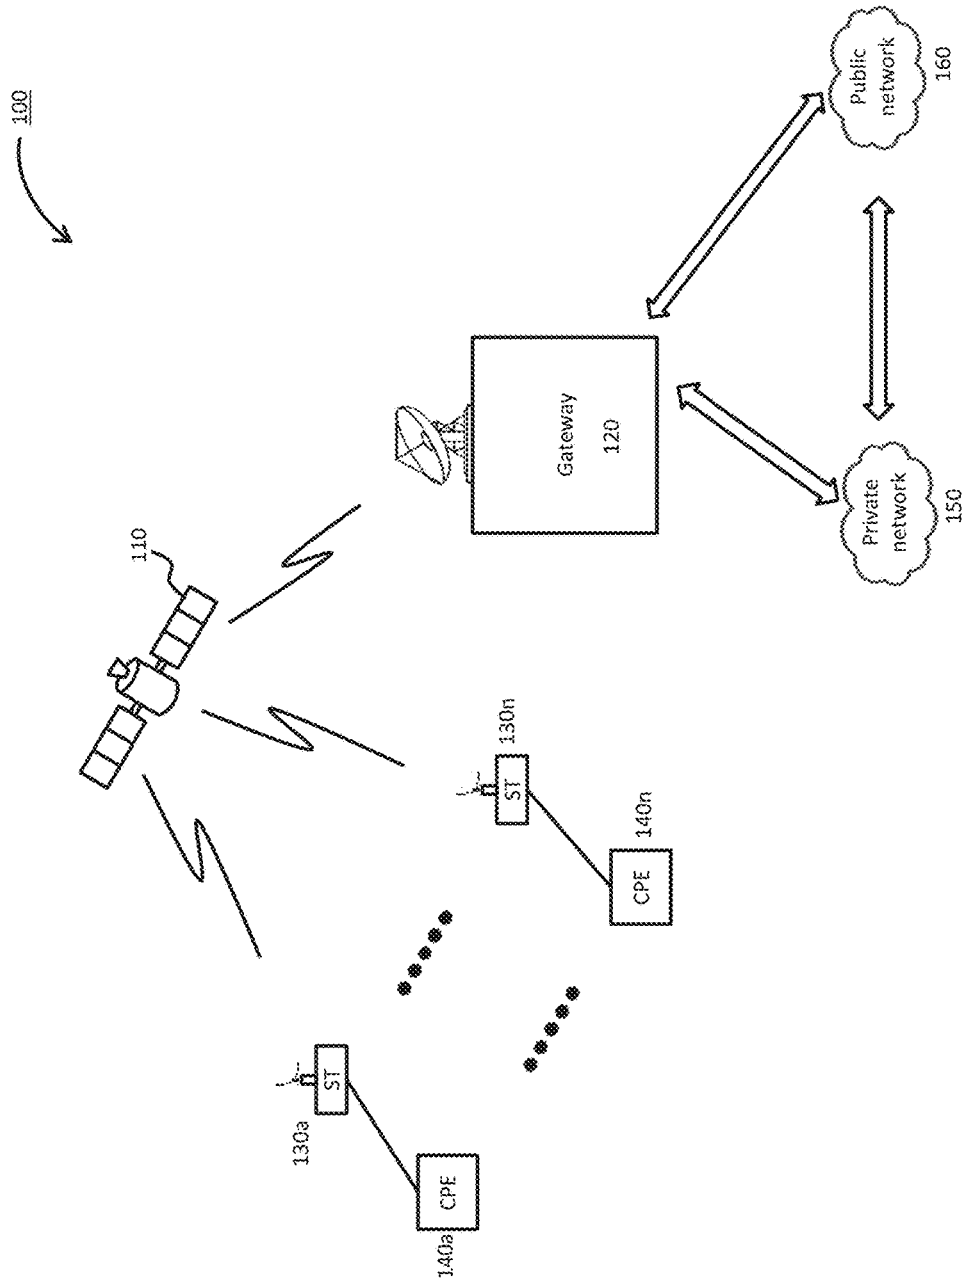 100
110
Gateway
120
130a
ST
130n
ST
140a
CPE
140n
CPE
Private
network
150
Public
network
160